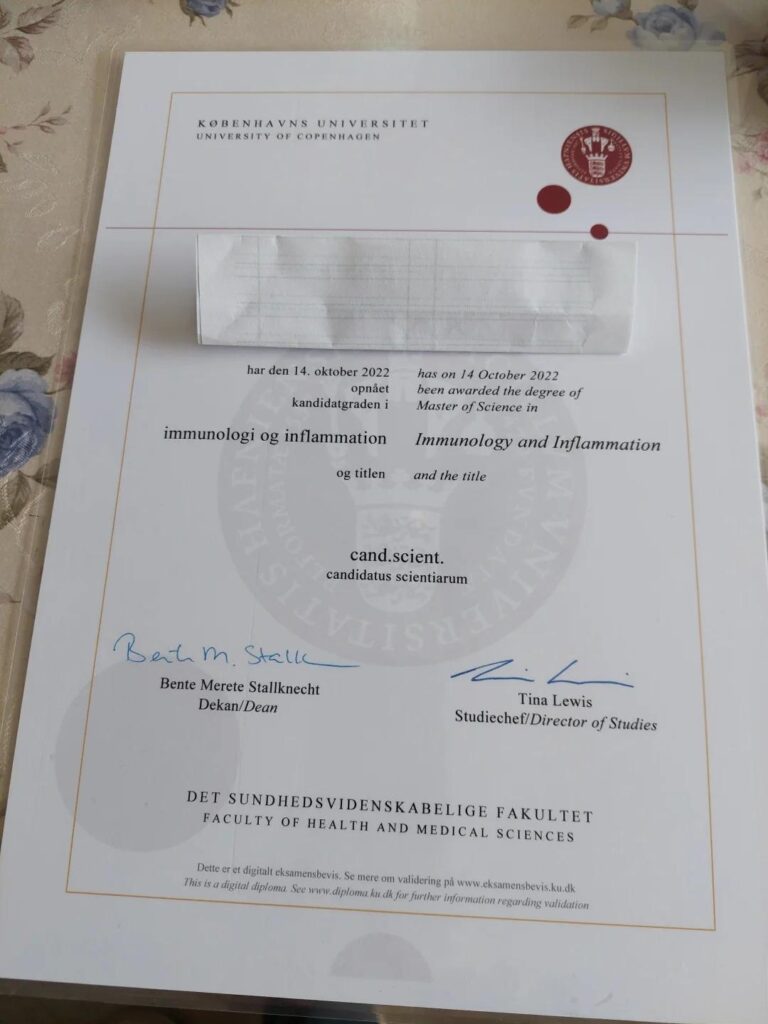 KØBENHAVNS UNIVERSITET
UNIVERSITY OF COPENHAGEN
har den 14. oktober 2022
opnået
kandidatgraden i
has on 14 October 2022
been awarded the degree of
Master of Science in
immunologi og inflammation
Immunology and Inflammation
og titlen
and the title
cand.scient.
candidatus scientiarum
Bente M. Stallk
Bente Merete Stallknecht
Dekan/Dean
Tina Lewis
Studiechef/Director of Studies
DET SUNDHEDSVIDENSKABELIGE FAKULTET
FACULTY OF HEALTH AND MEDICAL SCIENCES
Dette er et digitalt eksamensbevis. Se mere om validering på www.eksamensbevis.ku.dk
This is a digital diploma. See www.diploma.ku.dk for further information regarding validation